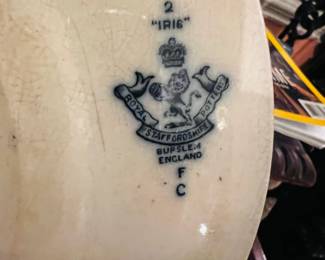 2
"IRIS"
ROYAL STAFFORDSHIRE POTTERY
BURSLEM
ENGLAND
F
C